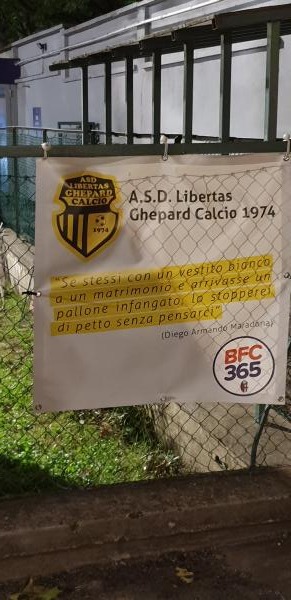 ASD
LIBERTAS
GHEPARD
CALCIO
1974
A.S.D. Libertas
Ghepard Calcio 1974
"Se stessi con un vestito bianco
a un matrimonio e arrivasse un
pallone infangato, lo stopperei
di petto senza pensarci"
(Diego Armando Maradona)
BFC
365